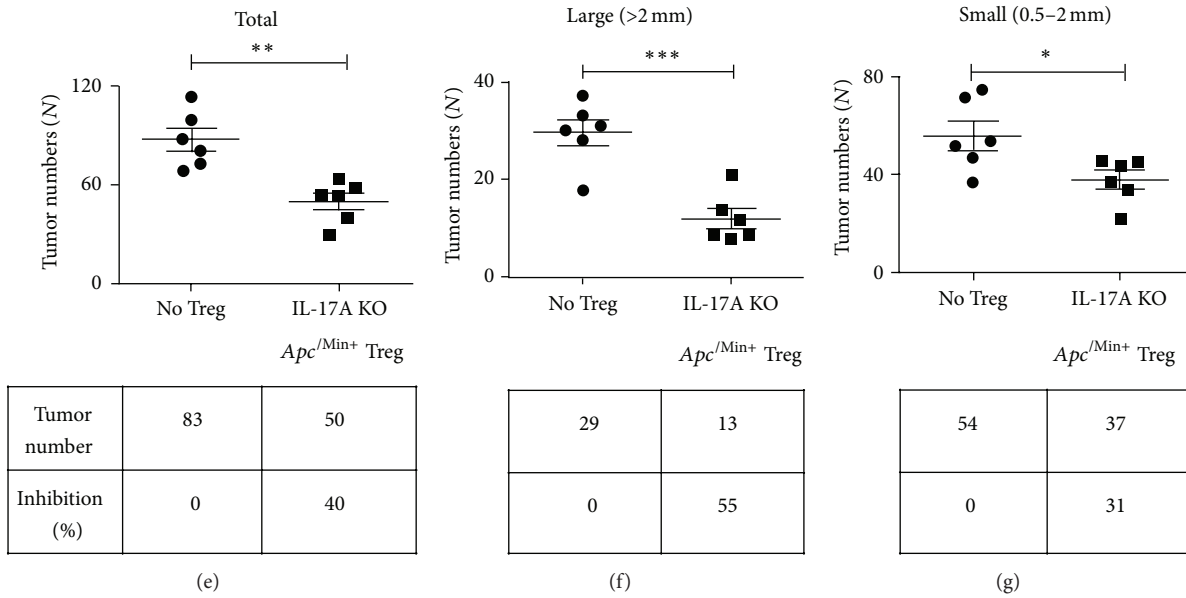 Total
**
Tumor numbers (N)
120
60
0
No Treg
IL-17A KO
Apc/Min+ Treg
Tumor number
83
50
Inhibition (%)
0
40
(e)
Large (>2 mm)
***
Tumor numbers (N)
40
20
0
No Treg
IL-17A KO
Apc/Min+ Treg
29
13
0
55
(f)
Small (0.5–2 mm)
*
Tumor numbers (N)
80
40
0
No Treg
IL-17A KO
Apc/Min+ Treg
54
37
0
31
(g)